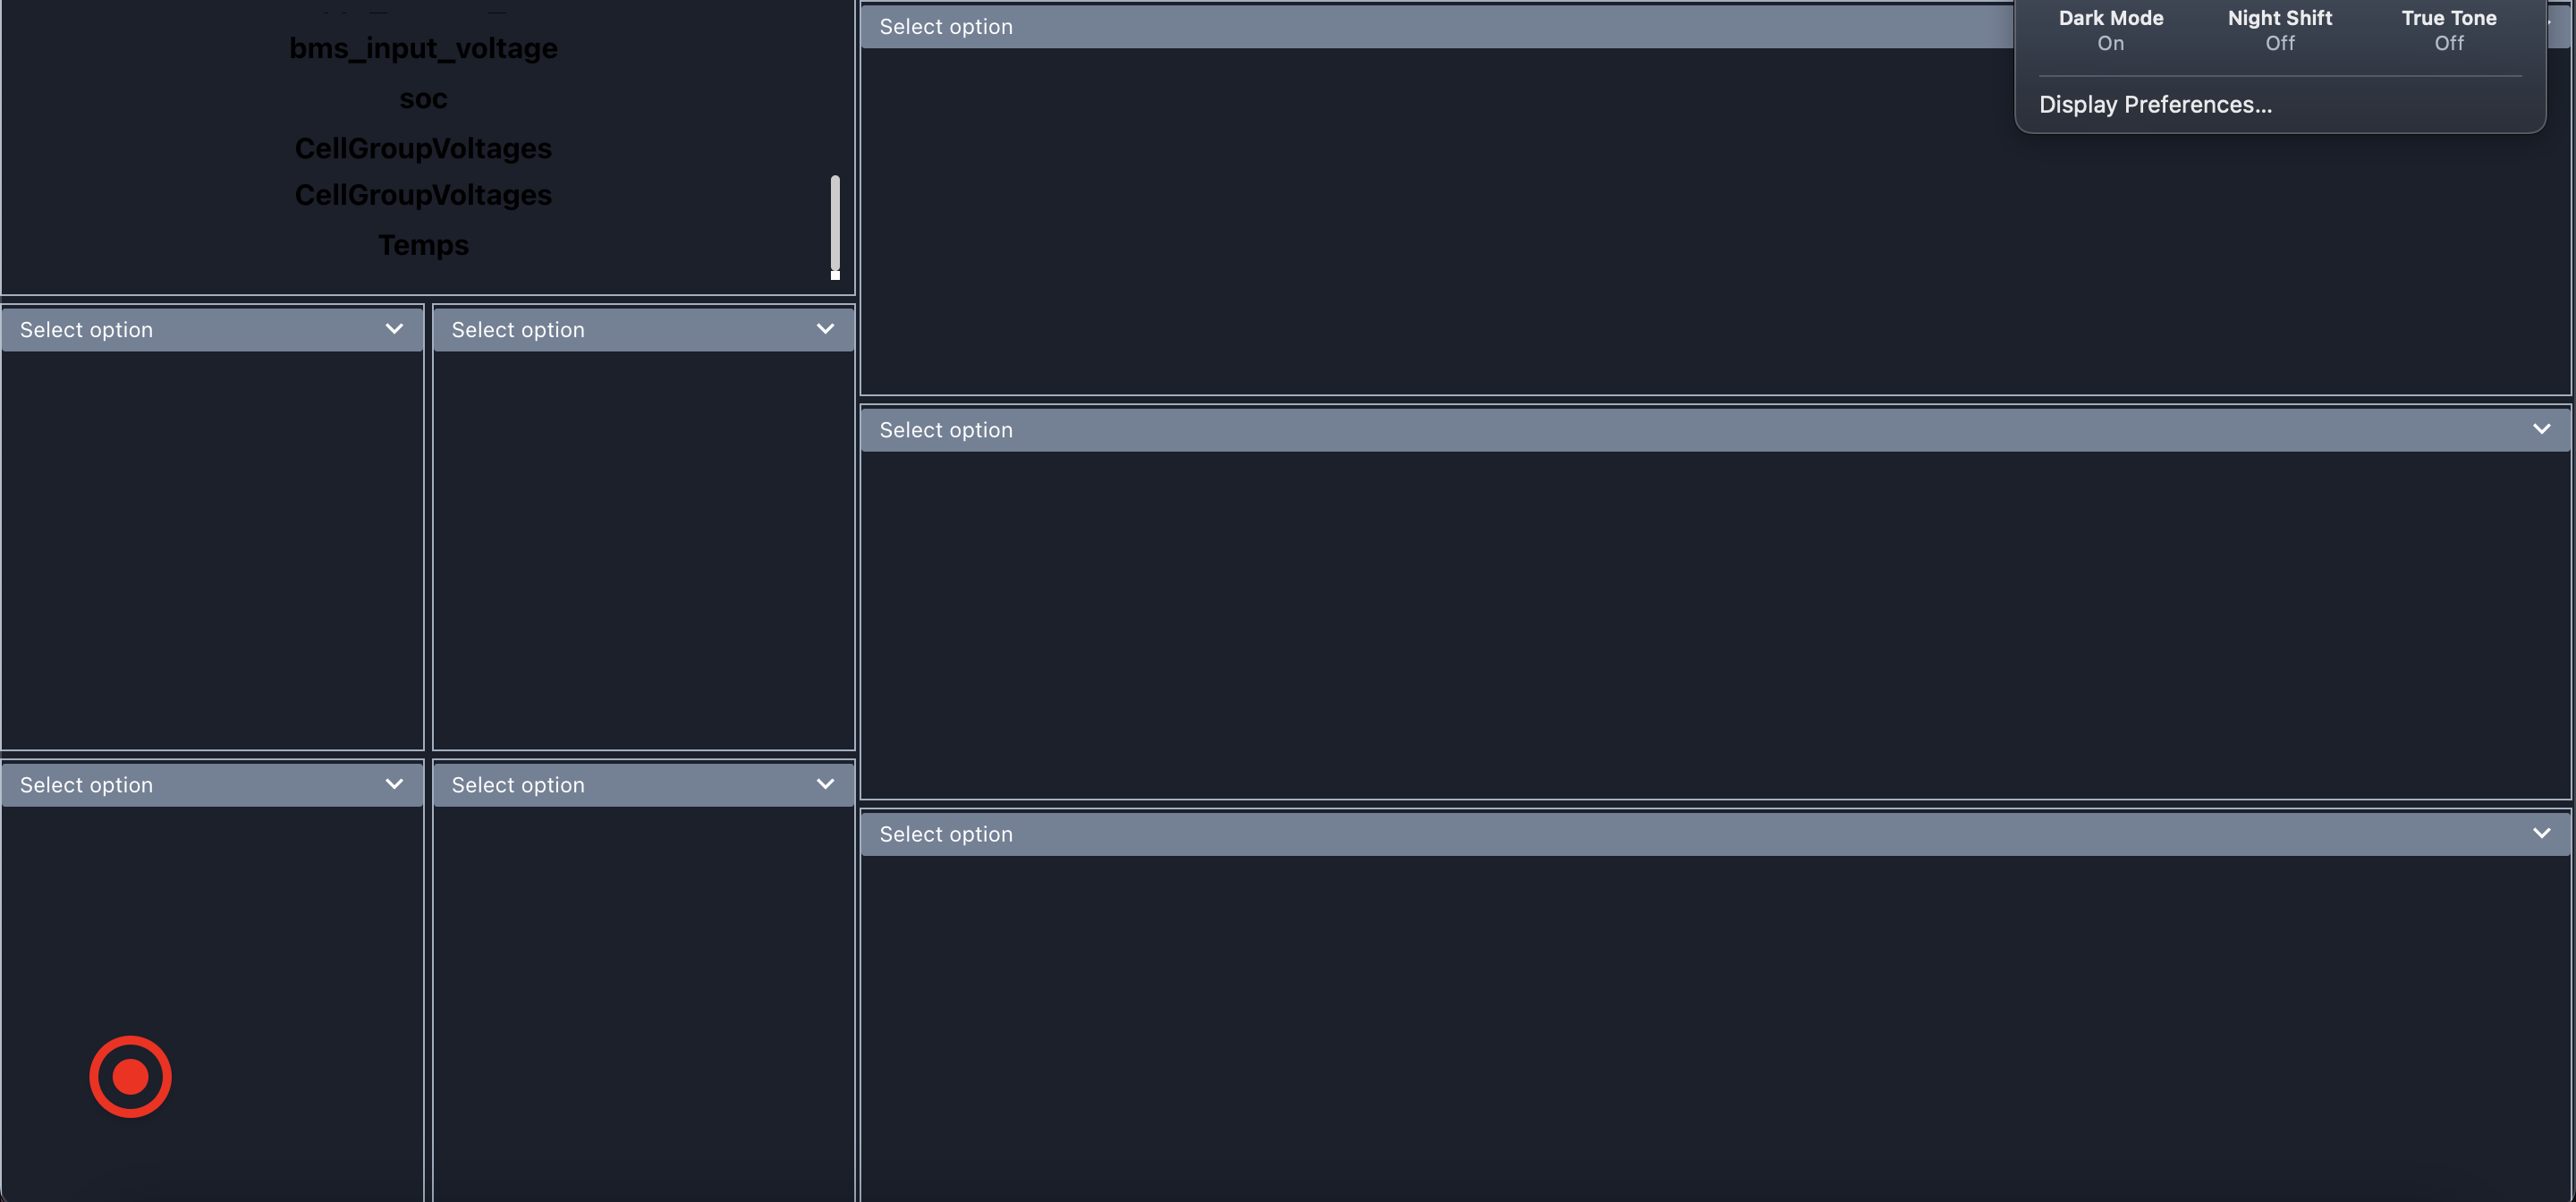 bms_input_voltage
soc
CellGroupVoltages
CellGroupVoltages
Temps
Select option
Select option
Select option
Select option
Select option
Dark Mode
On
Night Shift
Off
True Tone
Off
Display Preferences...
Select option
Select option